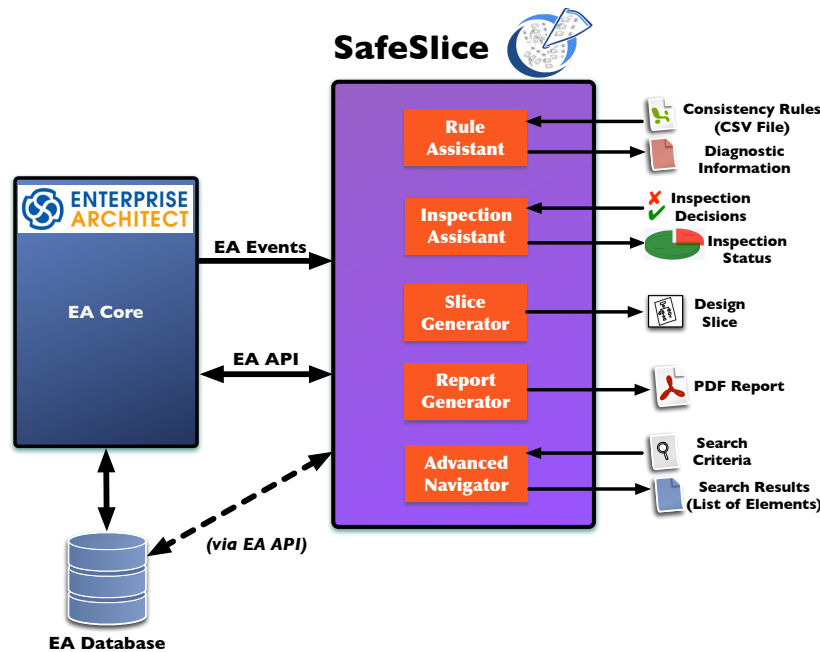 SafeSlice
Rule
Assistant
Consistency Rules
(CSV File)
Diagnostic
Information
ENTERPRISE
ARCHITECT
EA Core
EA Events
Inspection
Assistant
Inspection
Decisions
Inspection
Status
Slice
Generator
Design
Slice
EA API
Report
Generator
PDF Report
Advanced
Navigator
Search
Criteria
Search Results
(List of Elements)
(via EA API)
EA Database